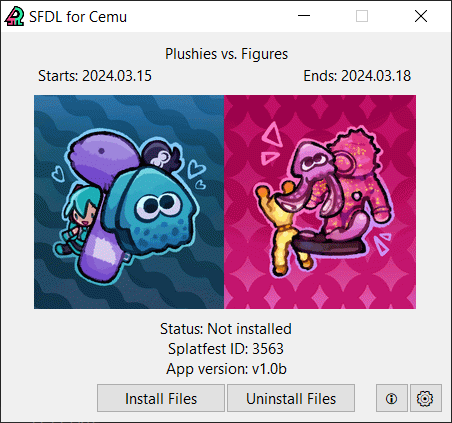 SFDL for Cemu
Plushies vs. Figures
Starts: 2024.03.15 Ends: 2024.03.18
Status: Not installed
Splatfest ID: 3563
App version: v1.0b
Install Files Uninstall Files